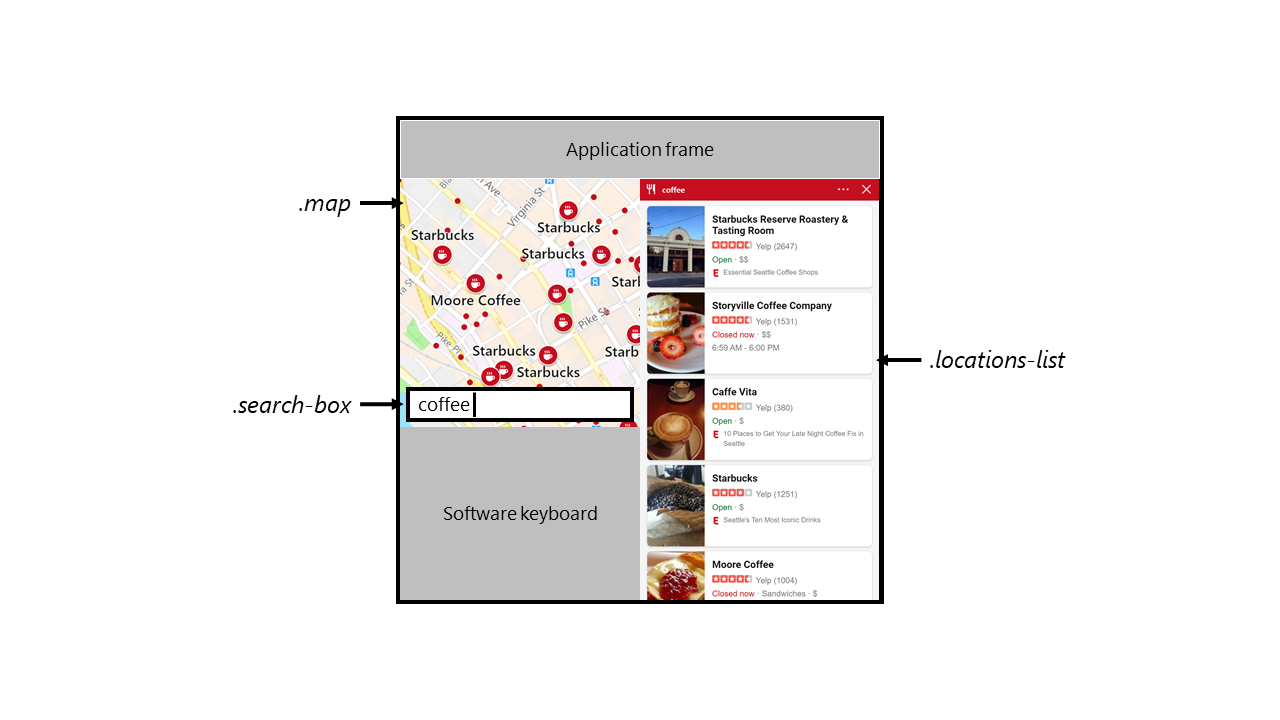 Application frame
.map
.search-box
.locations-list
Ave
Virginia St
Starbucks
Starbucks
Starbucks
Starl
Moore Coffee
Pike St
Pike Pl
Starbucks
Starb
Starbucks
coffee
Software keyboard
coffee
Starbucks Reserve Roastery &
Tasting Room
Yelp (2647)
Open · $$
E Essential Seattle Coffee Shops
Storyville Coffee Company
Yelp (1531)
Closed now · $$
6:59 AM - 6:00 PM
Caffe Vita
Yelp (380)
Open · $
E 10 Places to Get Your Late Night Coffee Fix in
Seattle
Starbucks
Yelp (1251)
Open · $
E Seattle's Ten Most Iconic Drinks
Moore Coffee
Yelp (1004)
Closed now · Sandwiches · $